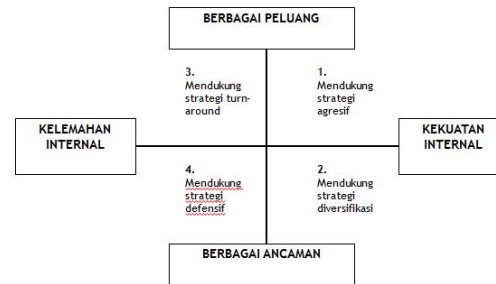 BERBAGAI PELUANG
3.
Mendukung
strategi turn-
around
1.
Mendukung
strategi
agresif
KELEMAHAN
INTERNAL
KEKUATAN
INTERNAL
4.
Mendukung
strategi
defensif
2.
Mendukung
strategi
diversifikasi
BERBAGAI ANCAMAN